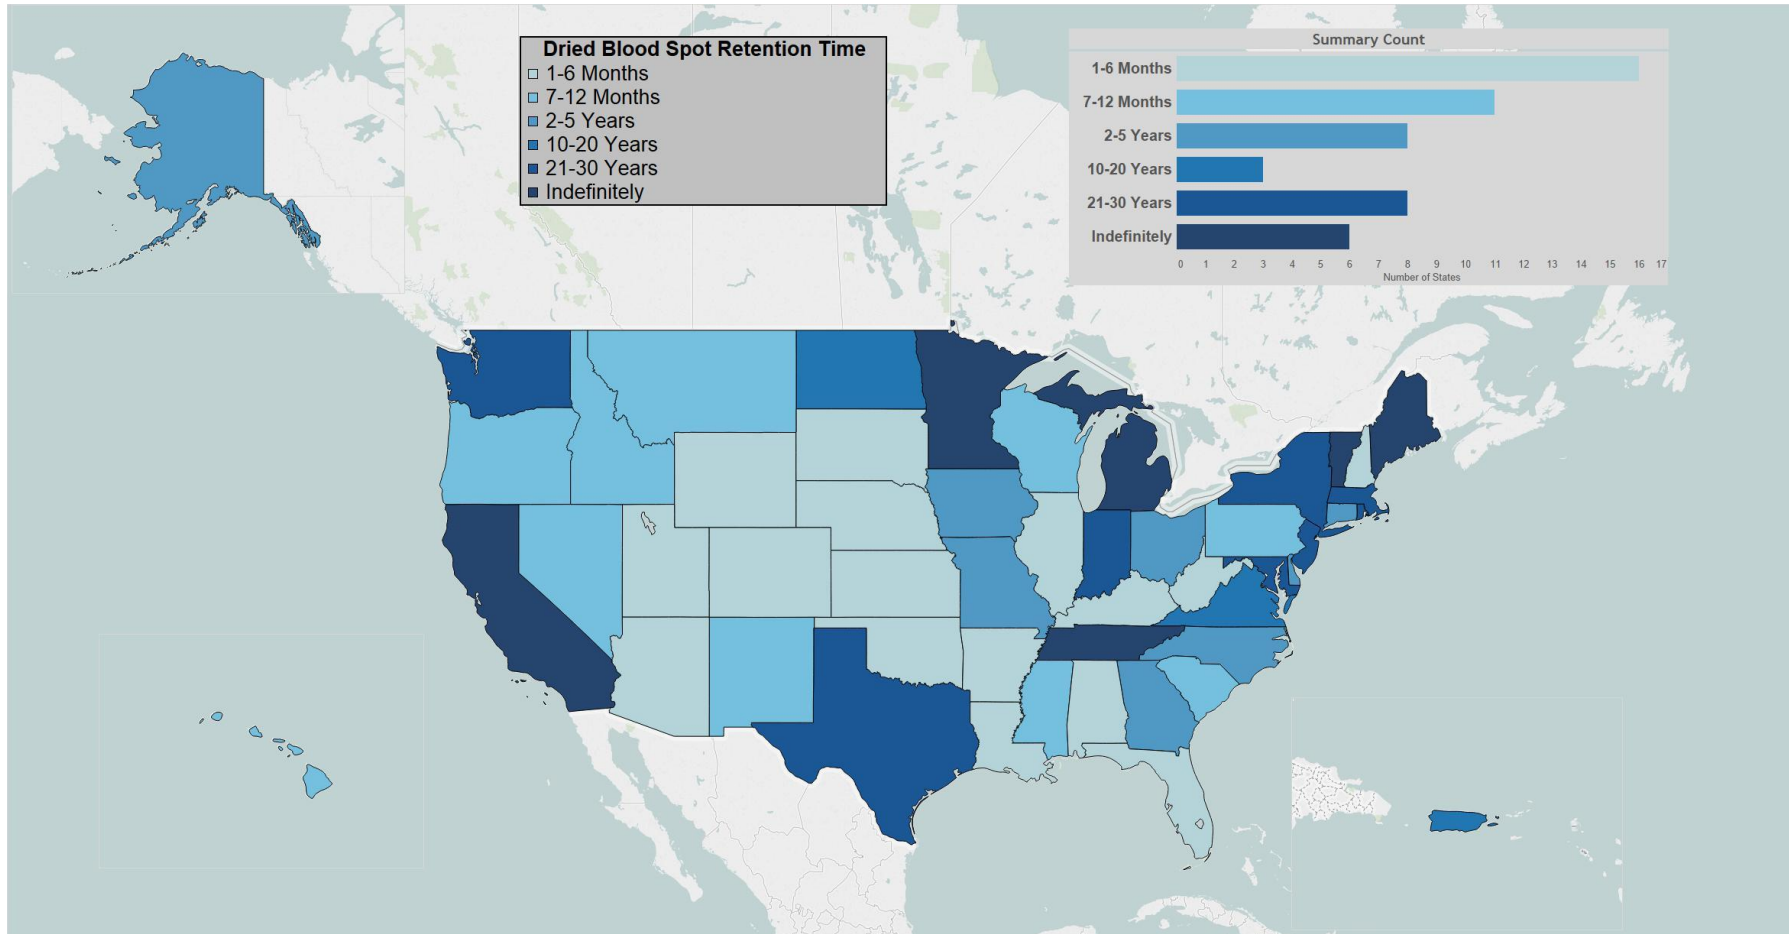 Dried Blood Spot Retention Time
1-6 Months
7-12 Months
2-5 Years
10-20 Years
21-30 Years
Indefinitely
Summary Count
1-6 Months
7-12 Months
2-5 Years
10-20 Years
21-30 Years
Indefinitely
0 1 2 3 4 5 6 7 8 9 10 11 12 13 14 15 16 17
Number of States